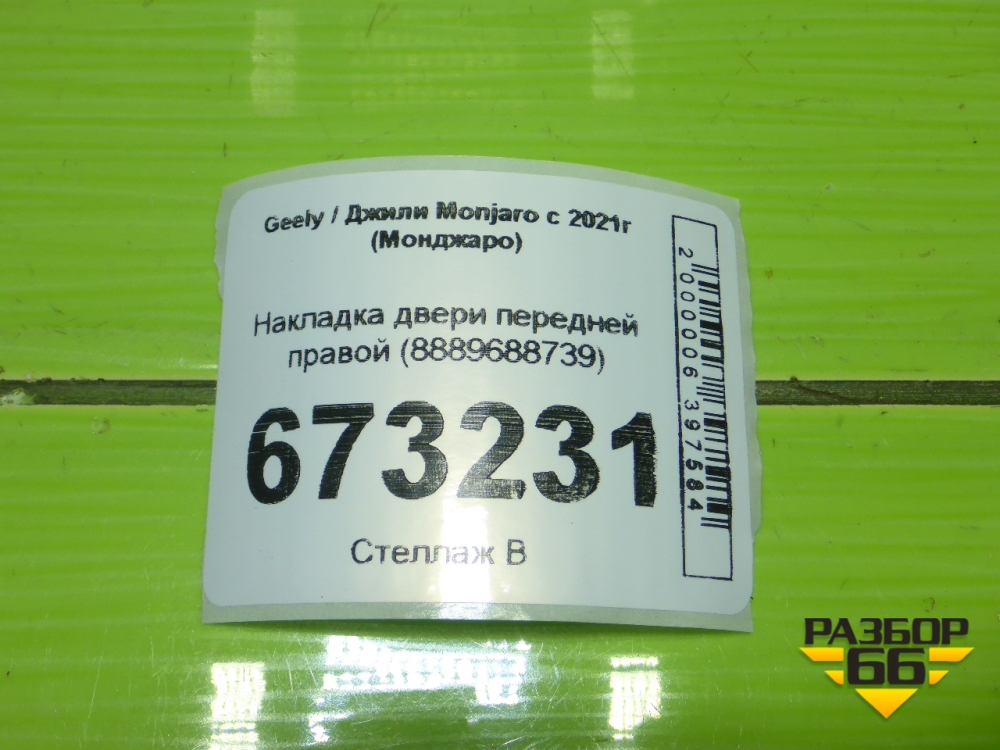 Geely / Джили Monjaro с 2021г
(Монджаро)
Накладка двери передней
правой (8889688739)
673231
Стеллаж В
2000006397584
РАЗБОР
66